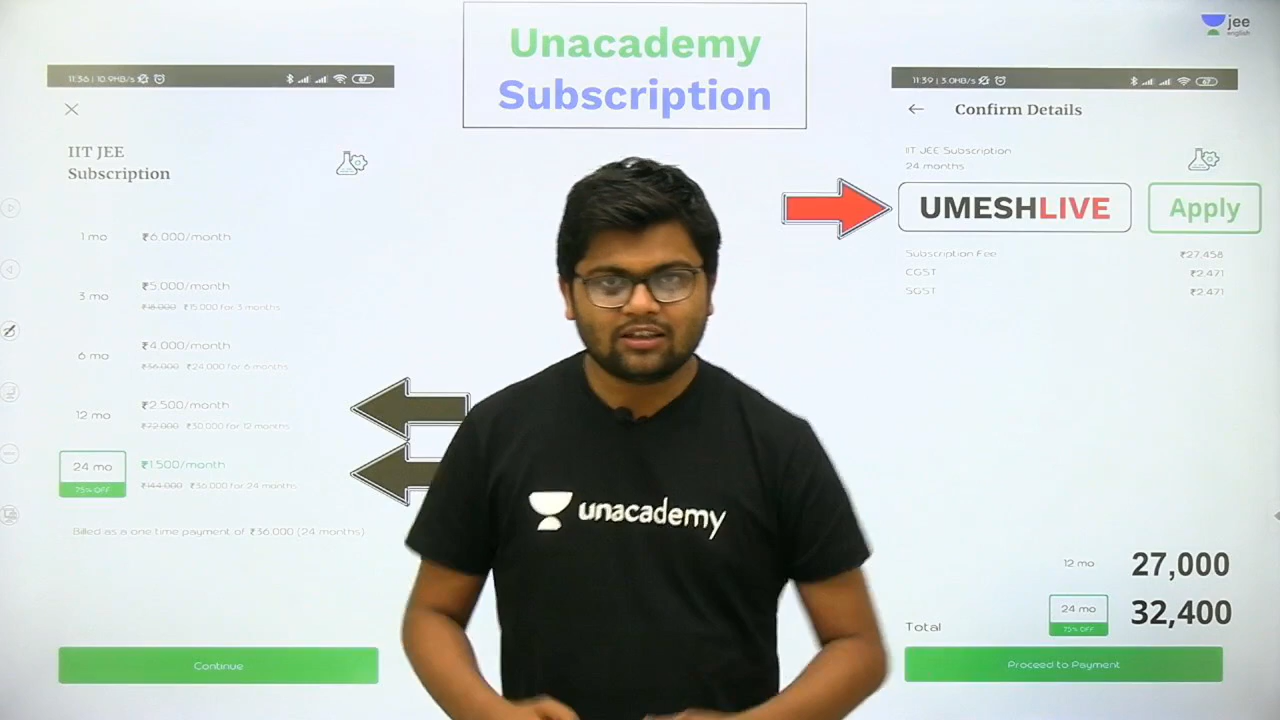 Unacademy
Subscription
jee
english
11:36 | 10.9HB/s
67
IIT JEE
Subscription
1 mo ₹6,000/month
3 mo ₹5,000/month
₹18,000 ₹15,000 for 3 months
6 mo ₹4,000/month
₹36,000 ₹24,000 for 6 months
12 mo ₹2,500/month
₹72,000 ₹30,000 for 12 months
24 mo ₹1,500/month
75% OFF ₹144,000 ₹36,000 for 24 months
Billed as a one time payment of ₹36,000 (24 months)
Continue
unacademy
11:39 | 3.0HB/s
67
Confirm Details
IIT JEE Subscription
24 months
UMESHLIVE Apply
Subscription Fee ₹27,458
CGST ₹2,471
SGST ₹2,471
12 mo 27,000
24 mo 32,400
75% OFF
Total
Proceed to Payment